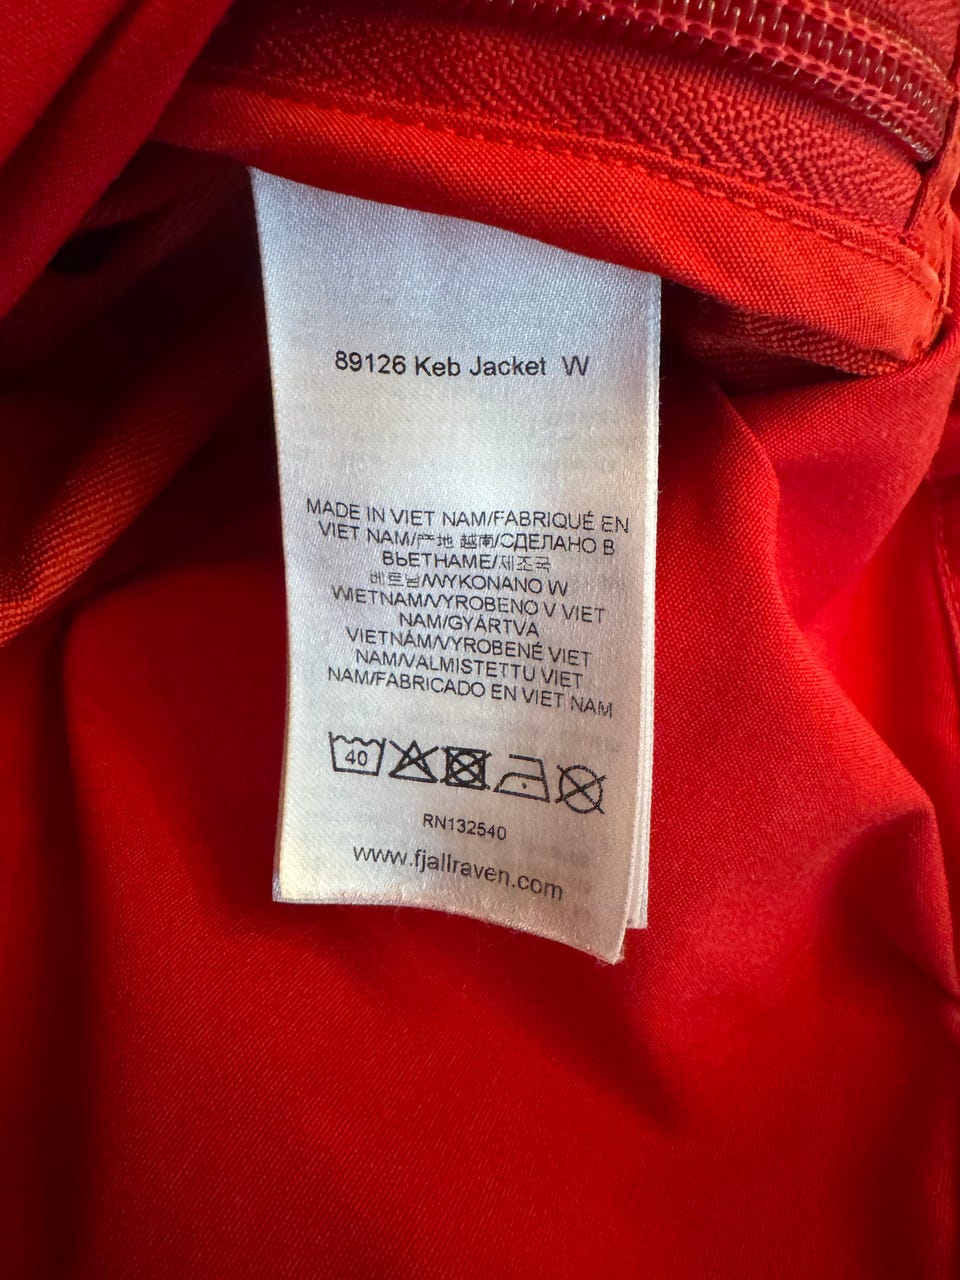 89126 Keb Jacket W
MADE IN VIET NAM/FABRIQUÉ EN
VIET NAM/产地 越南/СДЕЛАНО В
ВЬЕТНАМЕ/제조국
베트남/WYKONANO W
WIETNAM/VYROBENO V VIET
NAM/GYÁRTVA
VIETNÁM/VYROBENÉ VIET
NAM/VALMISTETTU VIET
NAM/FABRICADO EN VIET NAM
40
RN132540
www.fjallraven.com